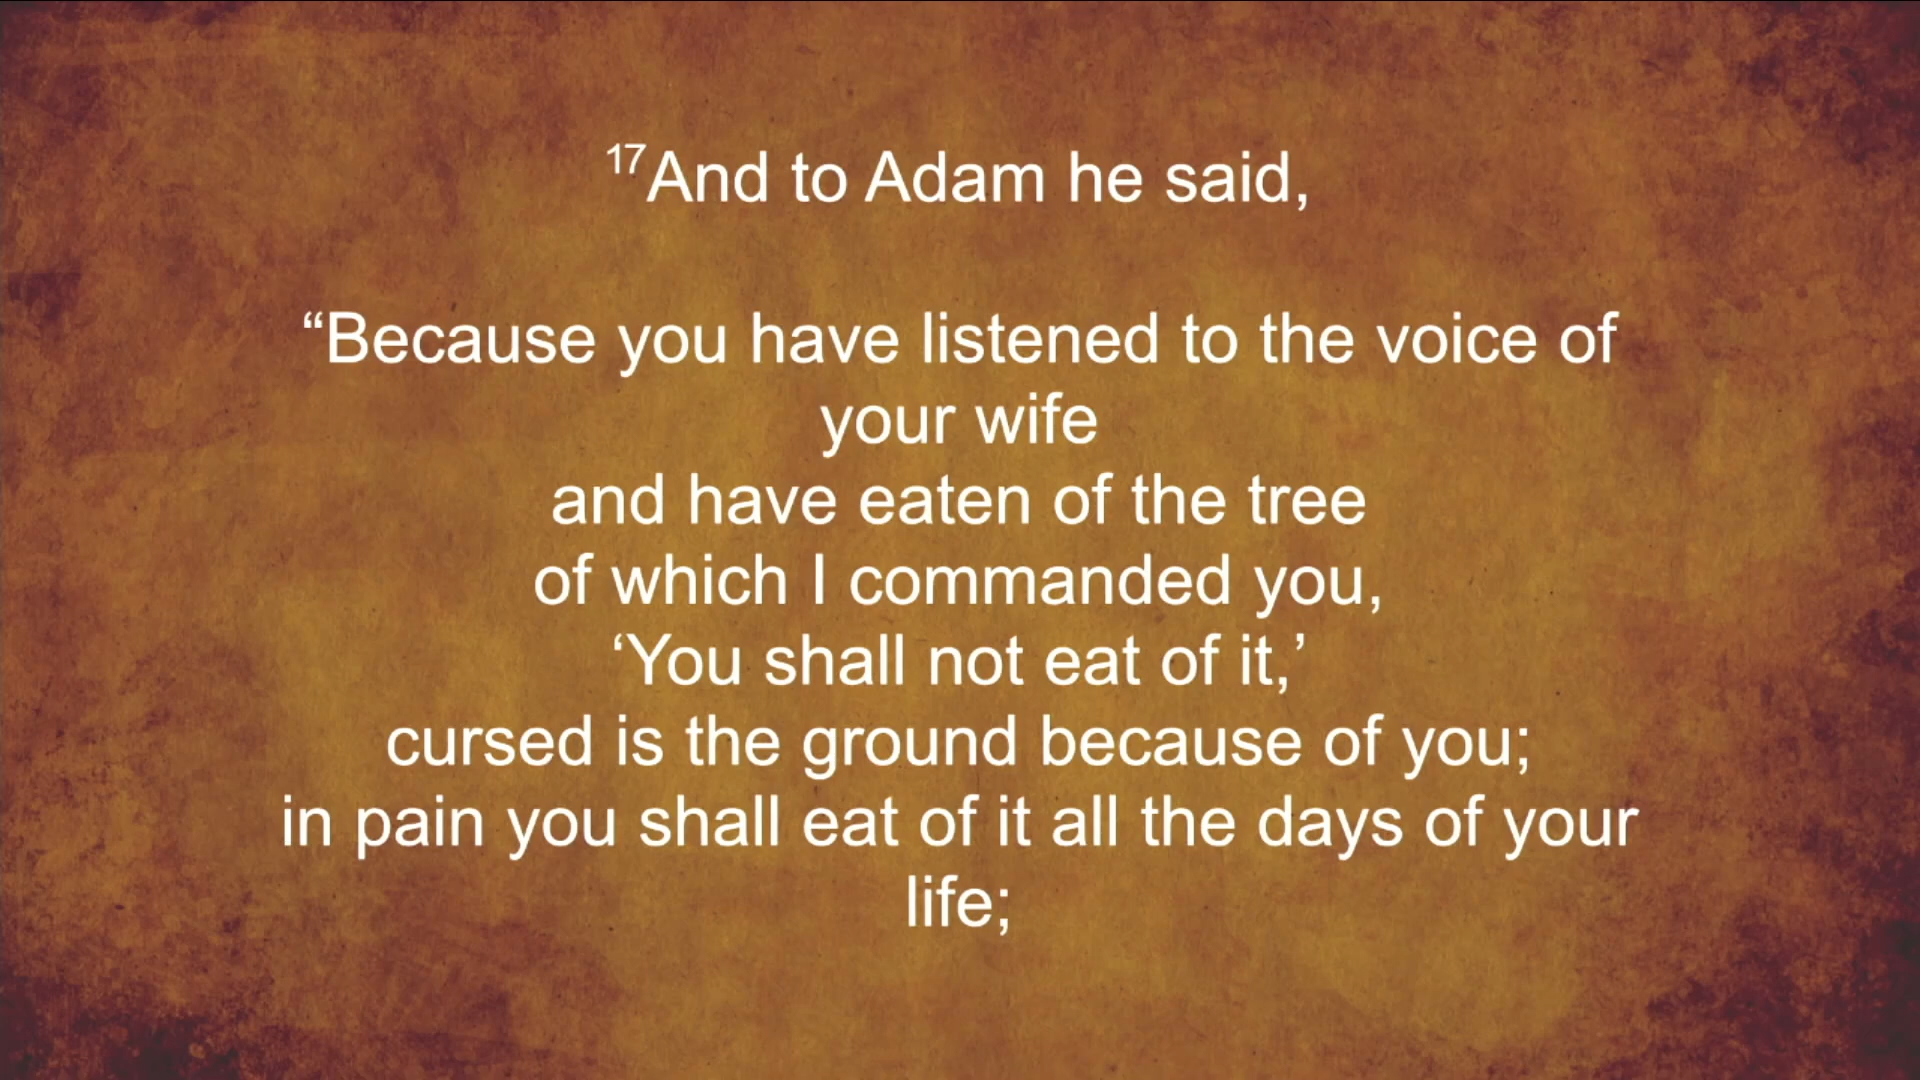 17And to Adam he said,
“Because you have listened to the voice of
your wife
and have eaten of the tree
of which I commanded you,
‘You shall not eat of it,’
cursed is the ground because of you;
in pain you shall eat of it all the days of your
life;